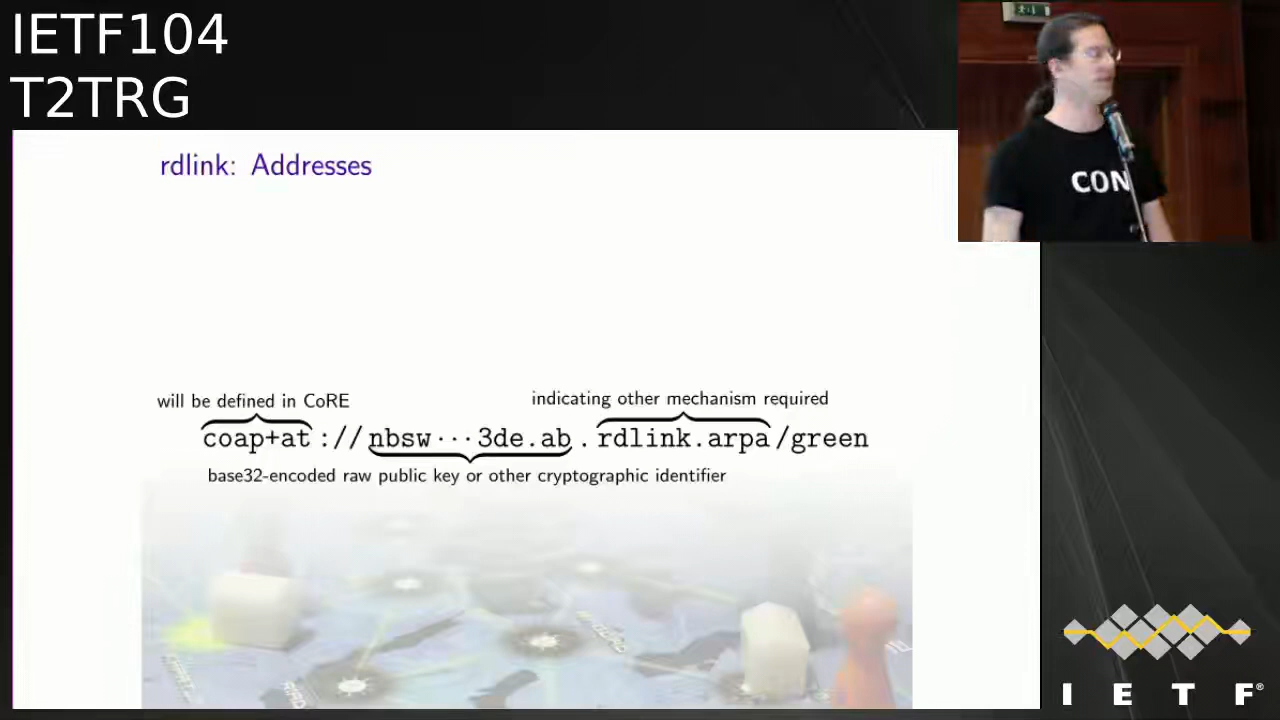 IETF104
T2TRG
rdlink: Addresses
will be defined in CoRE
indicating other mechanism required
coap+at://nbsw···3de.ab.rdlink.arpa/green
base32-encoded raw public key or other cryptographic identifier
CON
I E T F®